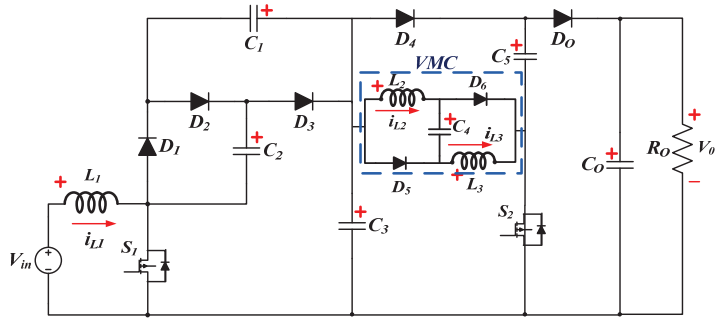 C1
D4
DO
VMC
C5
L2
D6
D2
D3
iL2
C4
iL3
D1
C2
D5
L3
L1
CO
RO
V0
iL1
S1
C3
S2
Vin